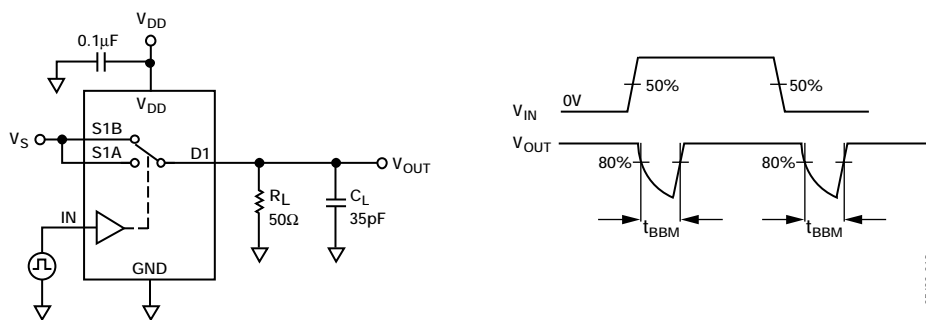 V_DD
0.1µF
V_DD
V_S
S1B
S1A
D1
V_OUT
IN
R_L
50Ω
C_L
35pF
GND
V_IN
0V
50%
50%
V_OUT
80%
80%
t_BBM
t_BBM